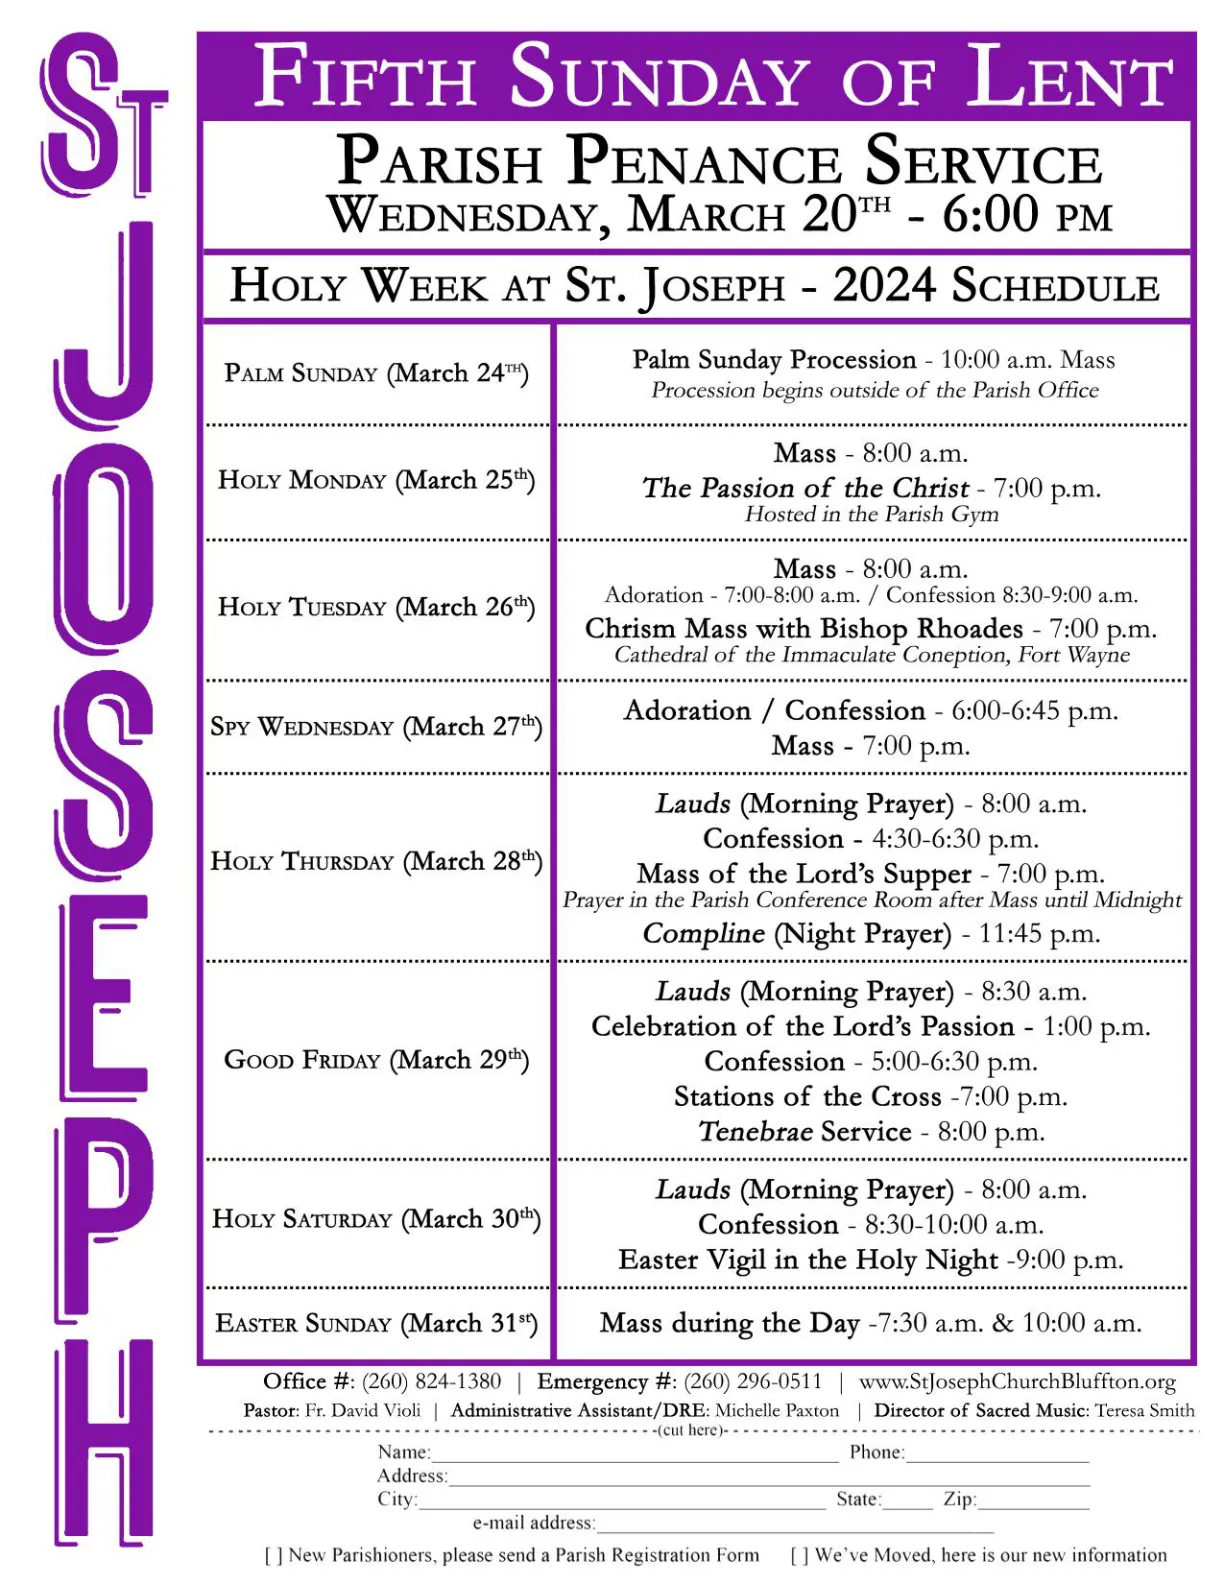 ST JOSEPH
FIFTH SUNDAY OF LENT
PARISH PENANCE SERVICE
WEDNESDAY, MARCH 20TH - 6:00 PM
HOLY WEEK AT ST. JOSEPH - 2024 SCHEDULE
PALM SUNDAY (March 24TH)
Palm Sunday Procession - 10:00 a.m. Mass
Procession begins outside of the Parish Office
HOLY MONDAY (March 25th)
Mass - 8:00 a.m.
The Passion of the Christ - 7:00 p.m.
Hosted in the Parish Gym
HOLY TUESDAY (March 26th)
Mass - 8:00 a.m.
Adoration - 7:00-8:00 a.m. / Confession 8:30-9:00 a.m.
Chrism Mass with Bishop Rhoades - 7:00 p.m.
Cathedral of the Immaculate Coneption, Fort Wayne
SPY WEDNESDAY (March 27th)
Adoration / Confession - 6:00-6:45 p.m.
Mass - 7:00 p.m.
HOLY THURSDAY (March 28th)
Lauds (Morning Prayer) - 8:00 a.m.
Confession - 4:30-6:30 p.m.
Mass of the Lord's Supper - 7:00 p.m.
Prayer in the Parish Conference Room after Mass until Midnight
Compline (Night Prayer) - 11:45 p.m.
GOOD FRIDAY (March 29th)
Lauds (Morning Prayer) - 8:30 a.m.
Celebration of the Lord's Passion - 1:00 p.m.
Confession - 5:00-6:30 p.m.
Stations of the Cross -7:00 p.m.
Tenebrae Service - 8:00 p.m.
HOLY SATURDAY (March 30th)
Lauds (Morning Prayer) - 8:00 a.m.
Confession - 8:30-10:00 a.m.
Easter Vigil in the Holy Night -9:00 p.m.
EASTER SUNDAY (March 31st)
Mass during the Day -7:30 a.m. & 10:00 a.m.
Office #: (260) 824-1380 | Emergency #: (260) 296-0511 | www.StJosephChurchBluffton.org
Pastor: Fr. David Violi | Administrative Assistant/DRE: Michelle Paxton | Director of Sacred Music: Teresa Smith
(cut here)
Name: Phone:
Address:
City: State: Zip:
e-mail address:
[ ] New Parishioners, please send a Parish Registration Form [ ] We've Moved, here is our new information